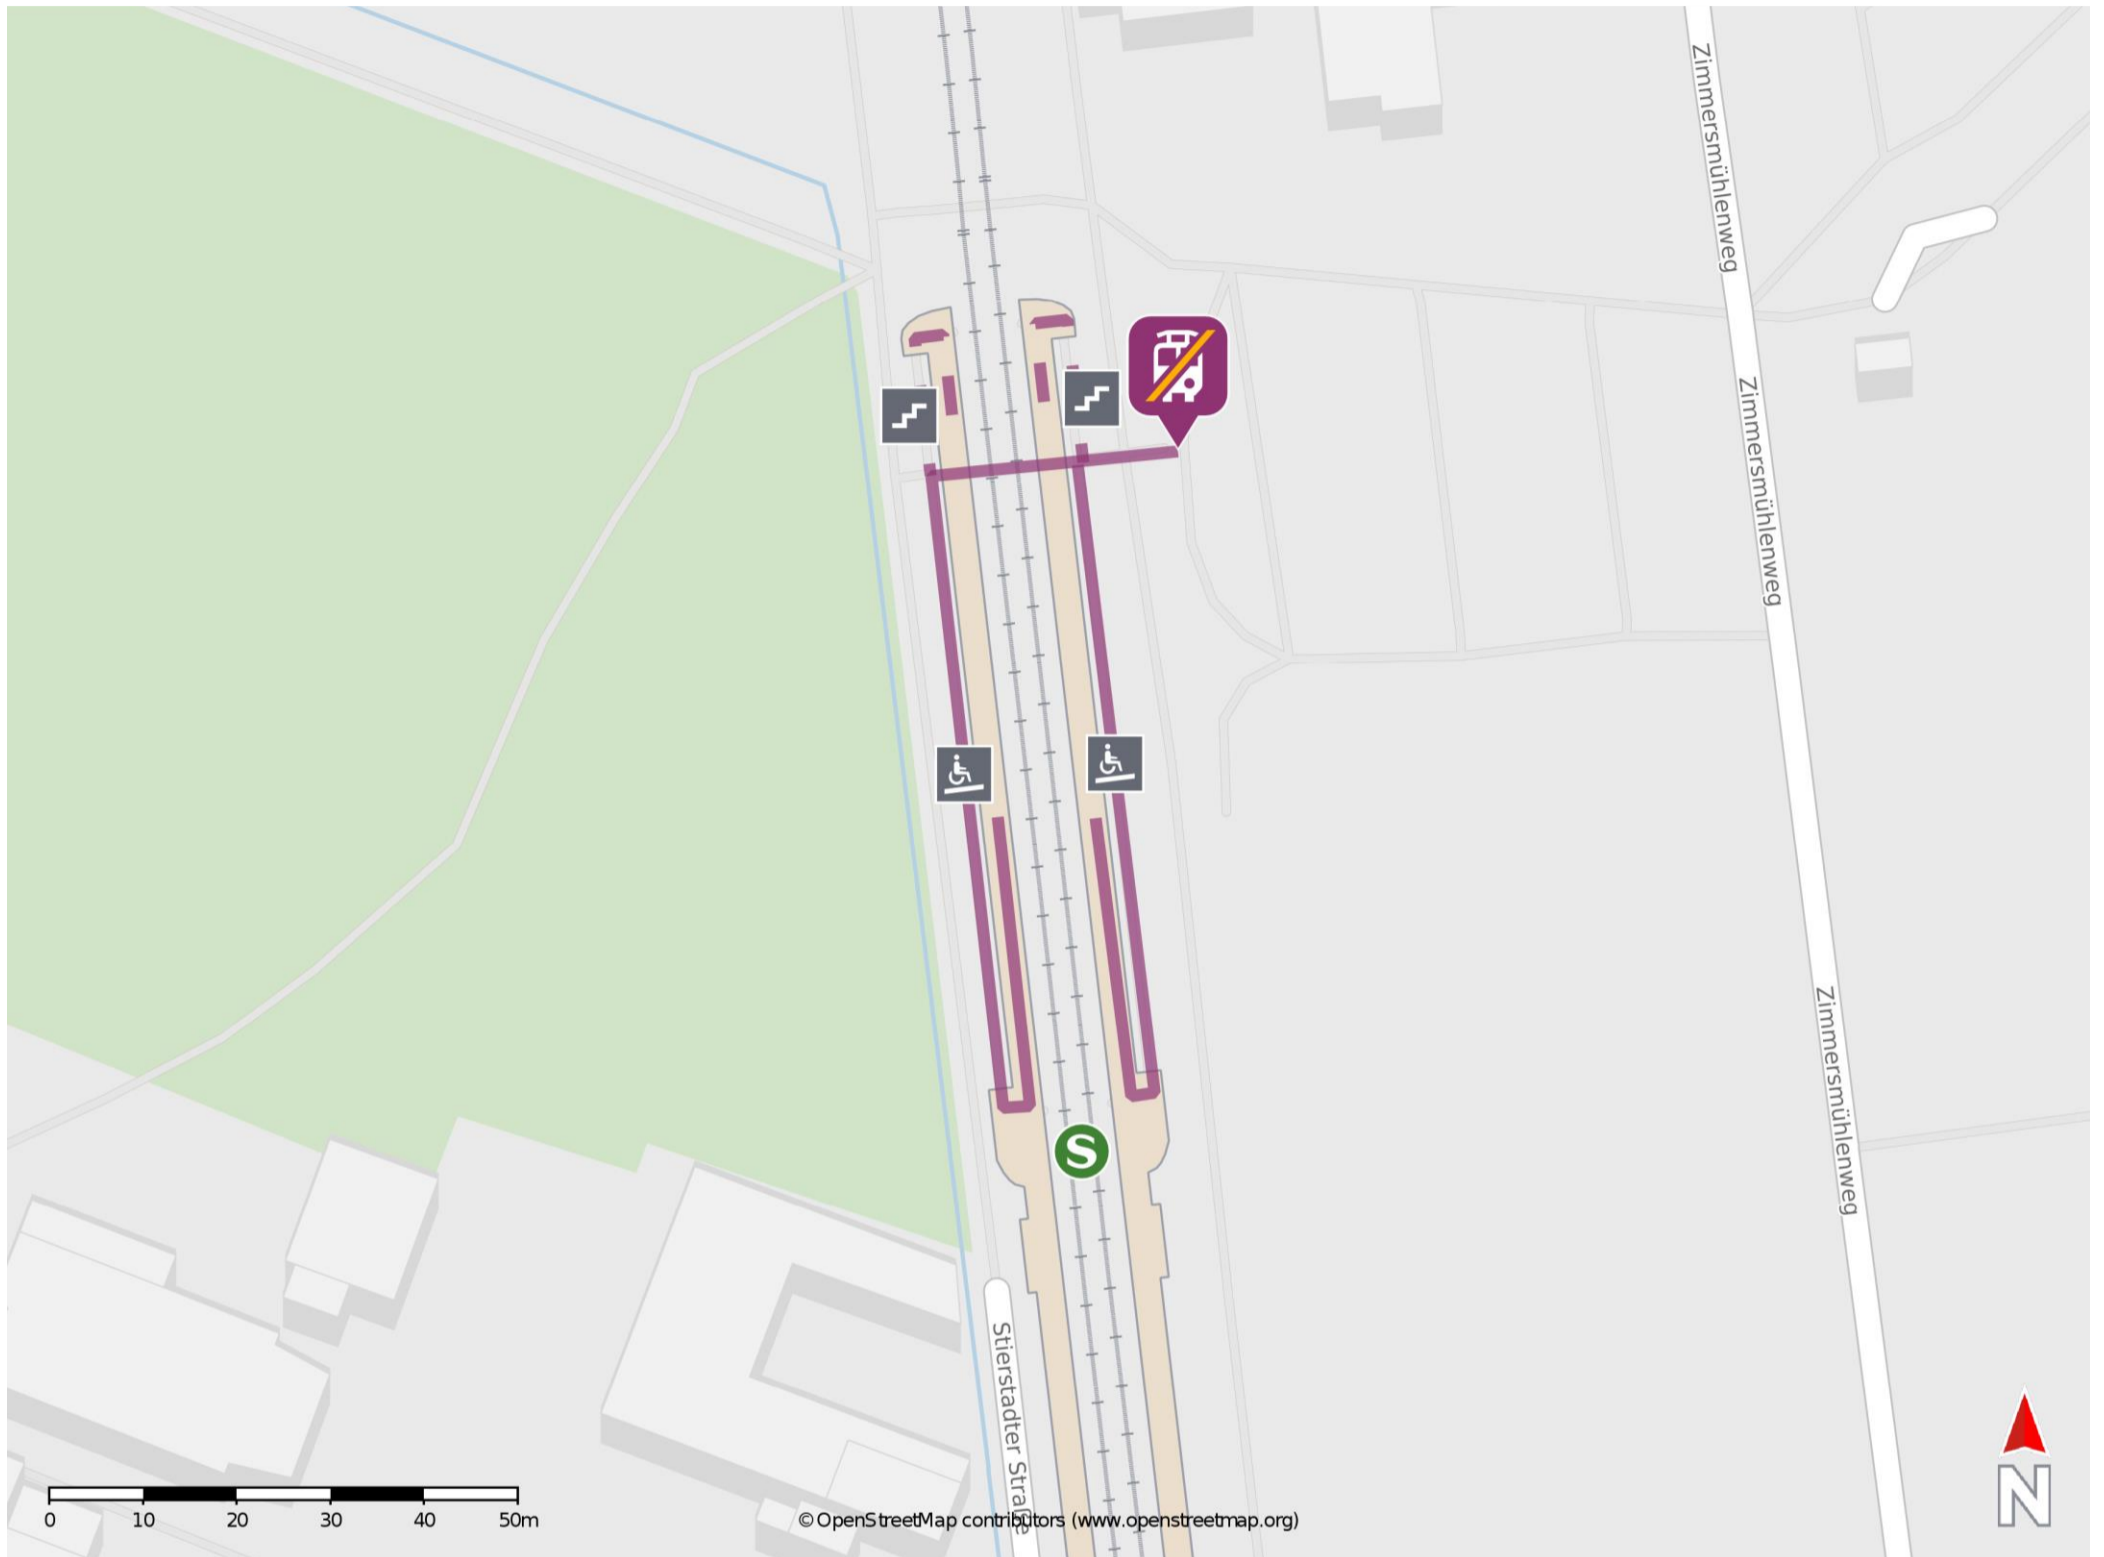 Zimmersmühlenweg
Zimmersmühlenweg
Zimmersmühlenweg
S
Stierstadter Straße
N
0 10 20 30 40 50m
©OpenStreetMap contributors (www.openstreetmap.org)